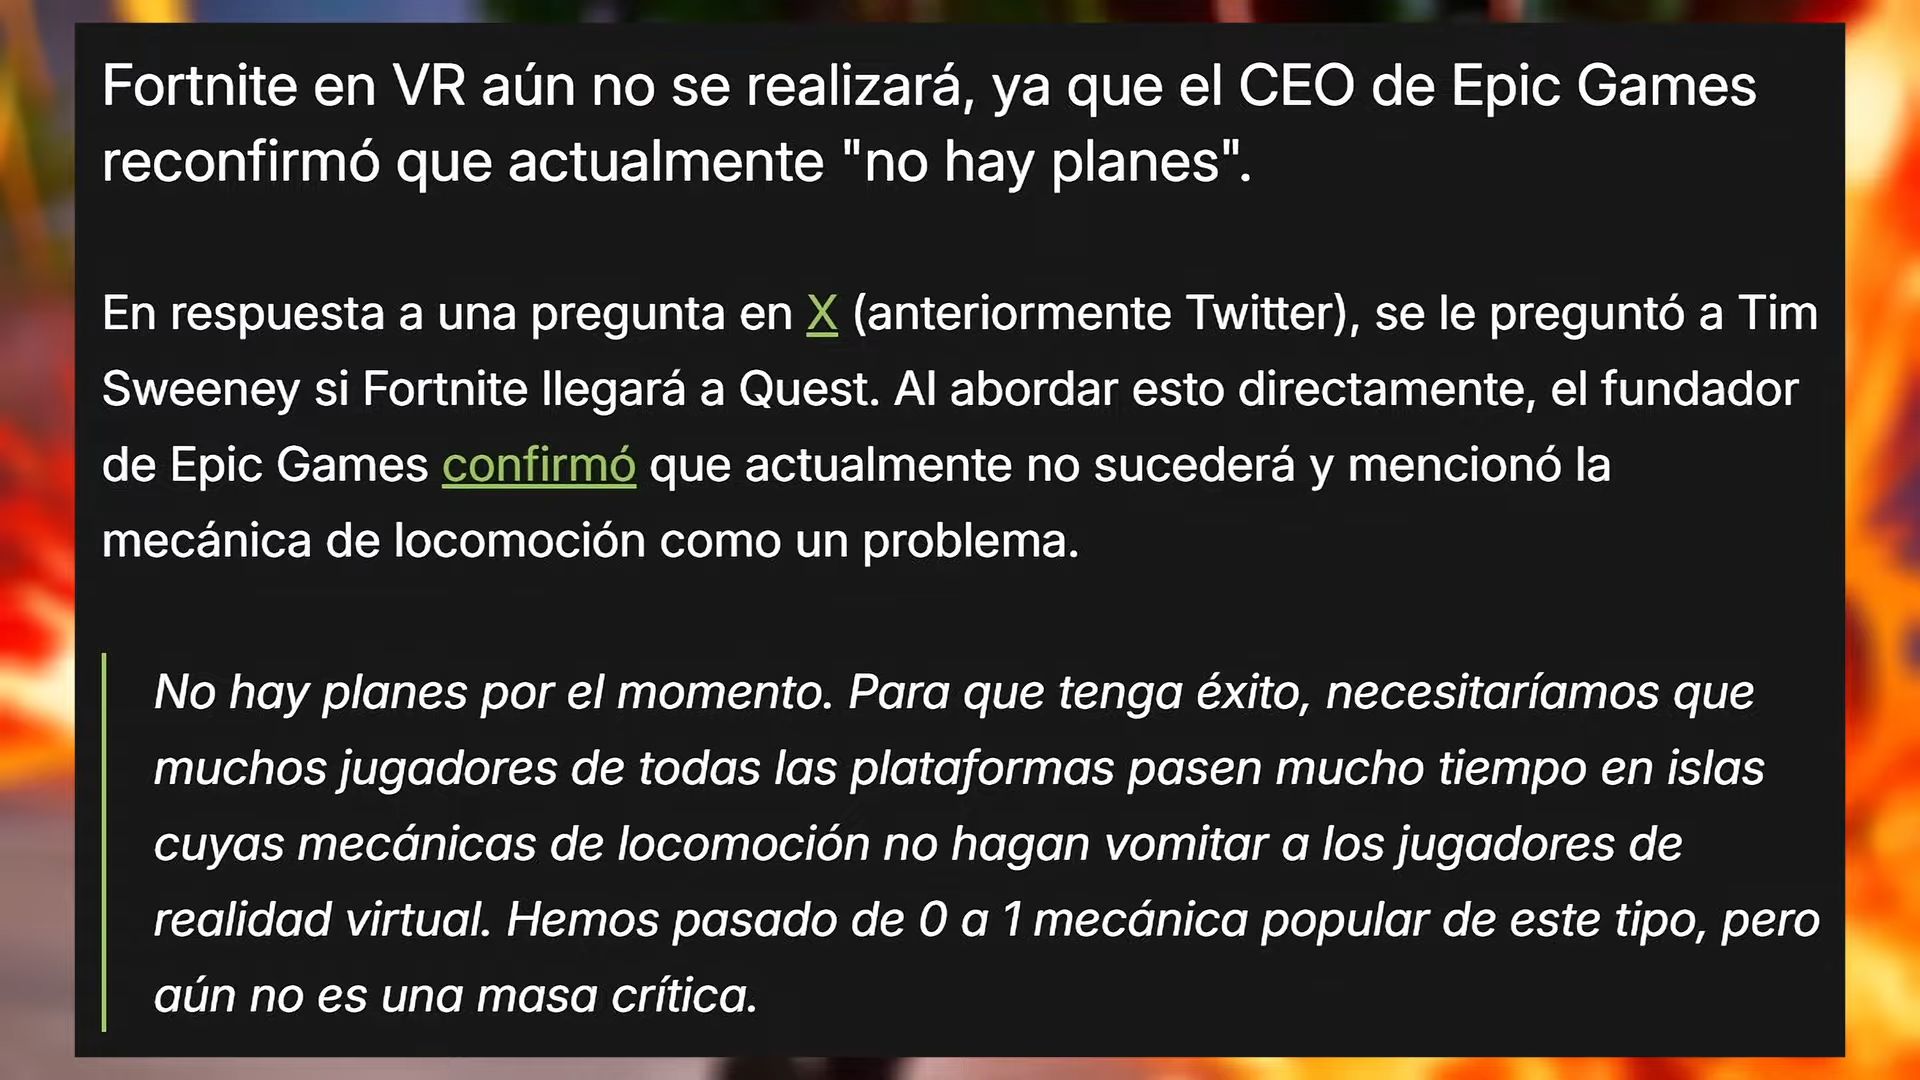 Fortnite en VR aún no se realizará, ya que el CEO de Epic Games
reconfirmó que actualmente "no hay planes".
En respuesta a una pregunta en X (anteriormente Twitter), se le preguntó a Tim
Sweeney si Fortnite llegará a Quest. Al abordar esto directamente, el fundador
de Epic Games confirmó que actualmente no sucederá y mencionó la
mecánica de locomoción como un problema.
No hay planes por el momento. Para que tenga éxito, necesitaríamos que
muchos jugadores de todas las plataformas pasen mucho tiempo en islas
cuyas mecánicas de locomoción no hagan vomitar a los jugadores de
realidad virtual. Hemos pasado de 0 a 1 mecánica popular de este tipo, pero
aún no es una masa crítica.